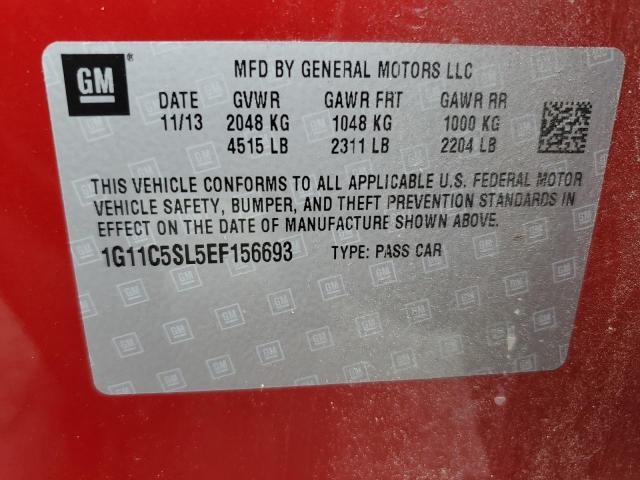 GM ®
MFD BY GENERAL MOTORS LLC
DATE GVWR GAWR FRT GAWR RR
11/13 2048 KG 1048 KG 1000 KG
4515 LB 2311 LB 2204 LB
THIS VEHICLE CONFORMS TO ALL APPLICABLE U.S. FEDERAL MOTOR
VEHICLE SAFETY, BUMPER, AND THEFT PREVENTION STANDARDS IN
EFFECT ON THE DATE OF MANUFACTURE SHOWN ABOVE.
1G11C5SL5EF156693 TYPE: PASS CAR